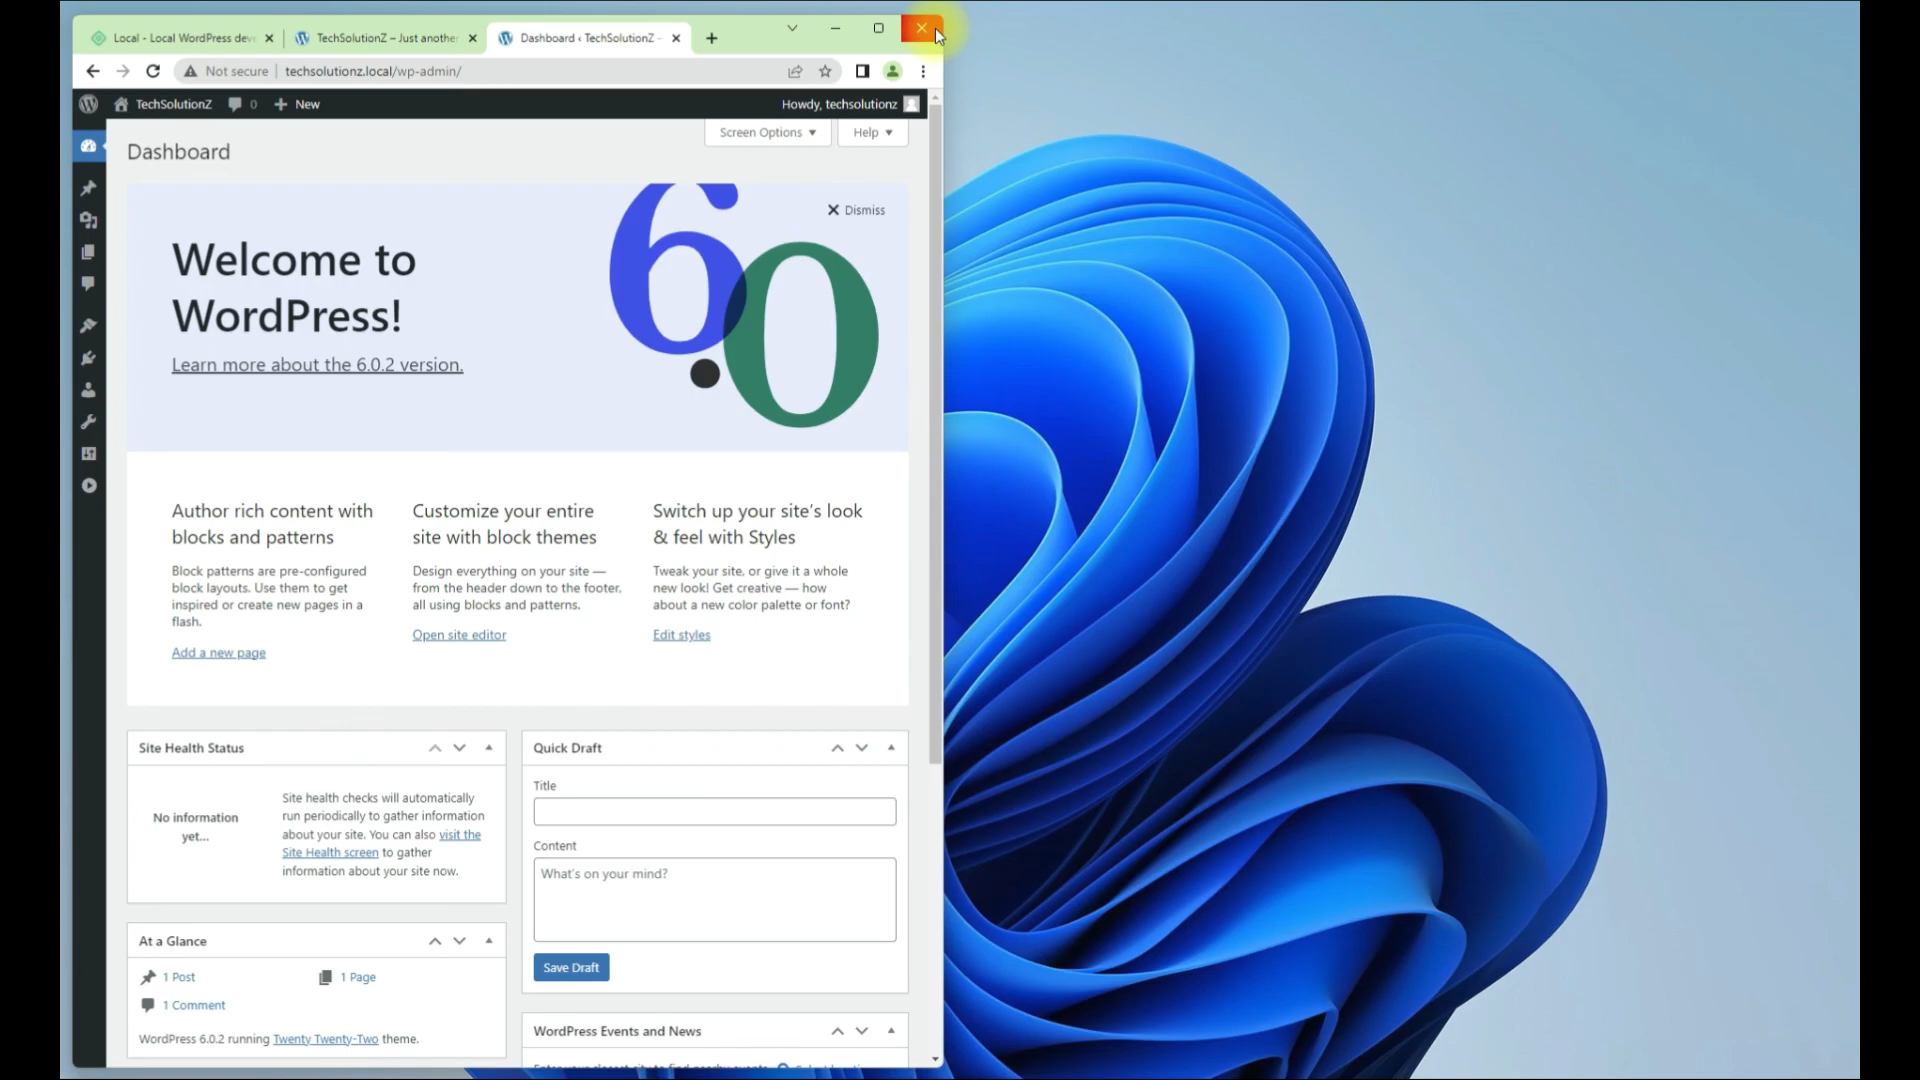 Local - Local WordPress dev
TechSolutionZ – Just another
Dashboard ‹ TechSolutionZ –
Not secure
techsolutionz.local/wp-admin/
TechSolutionZ
0
New
Howdy, techsolutionz
Screen Options
Help
Dashboard
Dismiss
6.0
Welcome to
WordPress!
Learn more about the 6.0.2 version.
Author rich content with
blocks and patterns
Block patterns are pre-configured
block layouts. Use them to get
inspired or create new pages in a
flash.
Add a new page
Customize your entire
site with block themes
Design everything on your site —
from the header down to the footer,
all using blocks and patterns.
Open site editor
Switch up your site’s look
& feel with Styles
Tweak your site, or give it a whole
new look! Get creative — how
about a new color palette or font?
Edit styles
Site Health Status
No information
yet...
Site health checks will automatically
run periodically to gather information
about your site. You can also visit the
Site Health screen to gather
information about your site now.
At a Glance
1 Post
1 Page
1 Comment
WordPress 6.0.2 running Twenty Twenty-Two theme.
Quick Draft
Title
Content
What’s on your mind?
Save Draft
WordPress Events and News